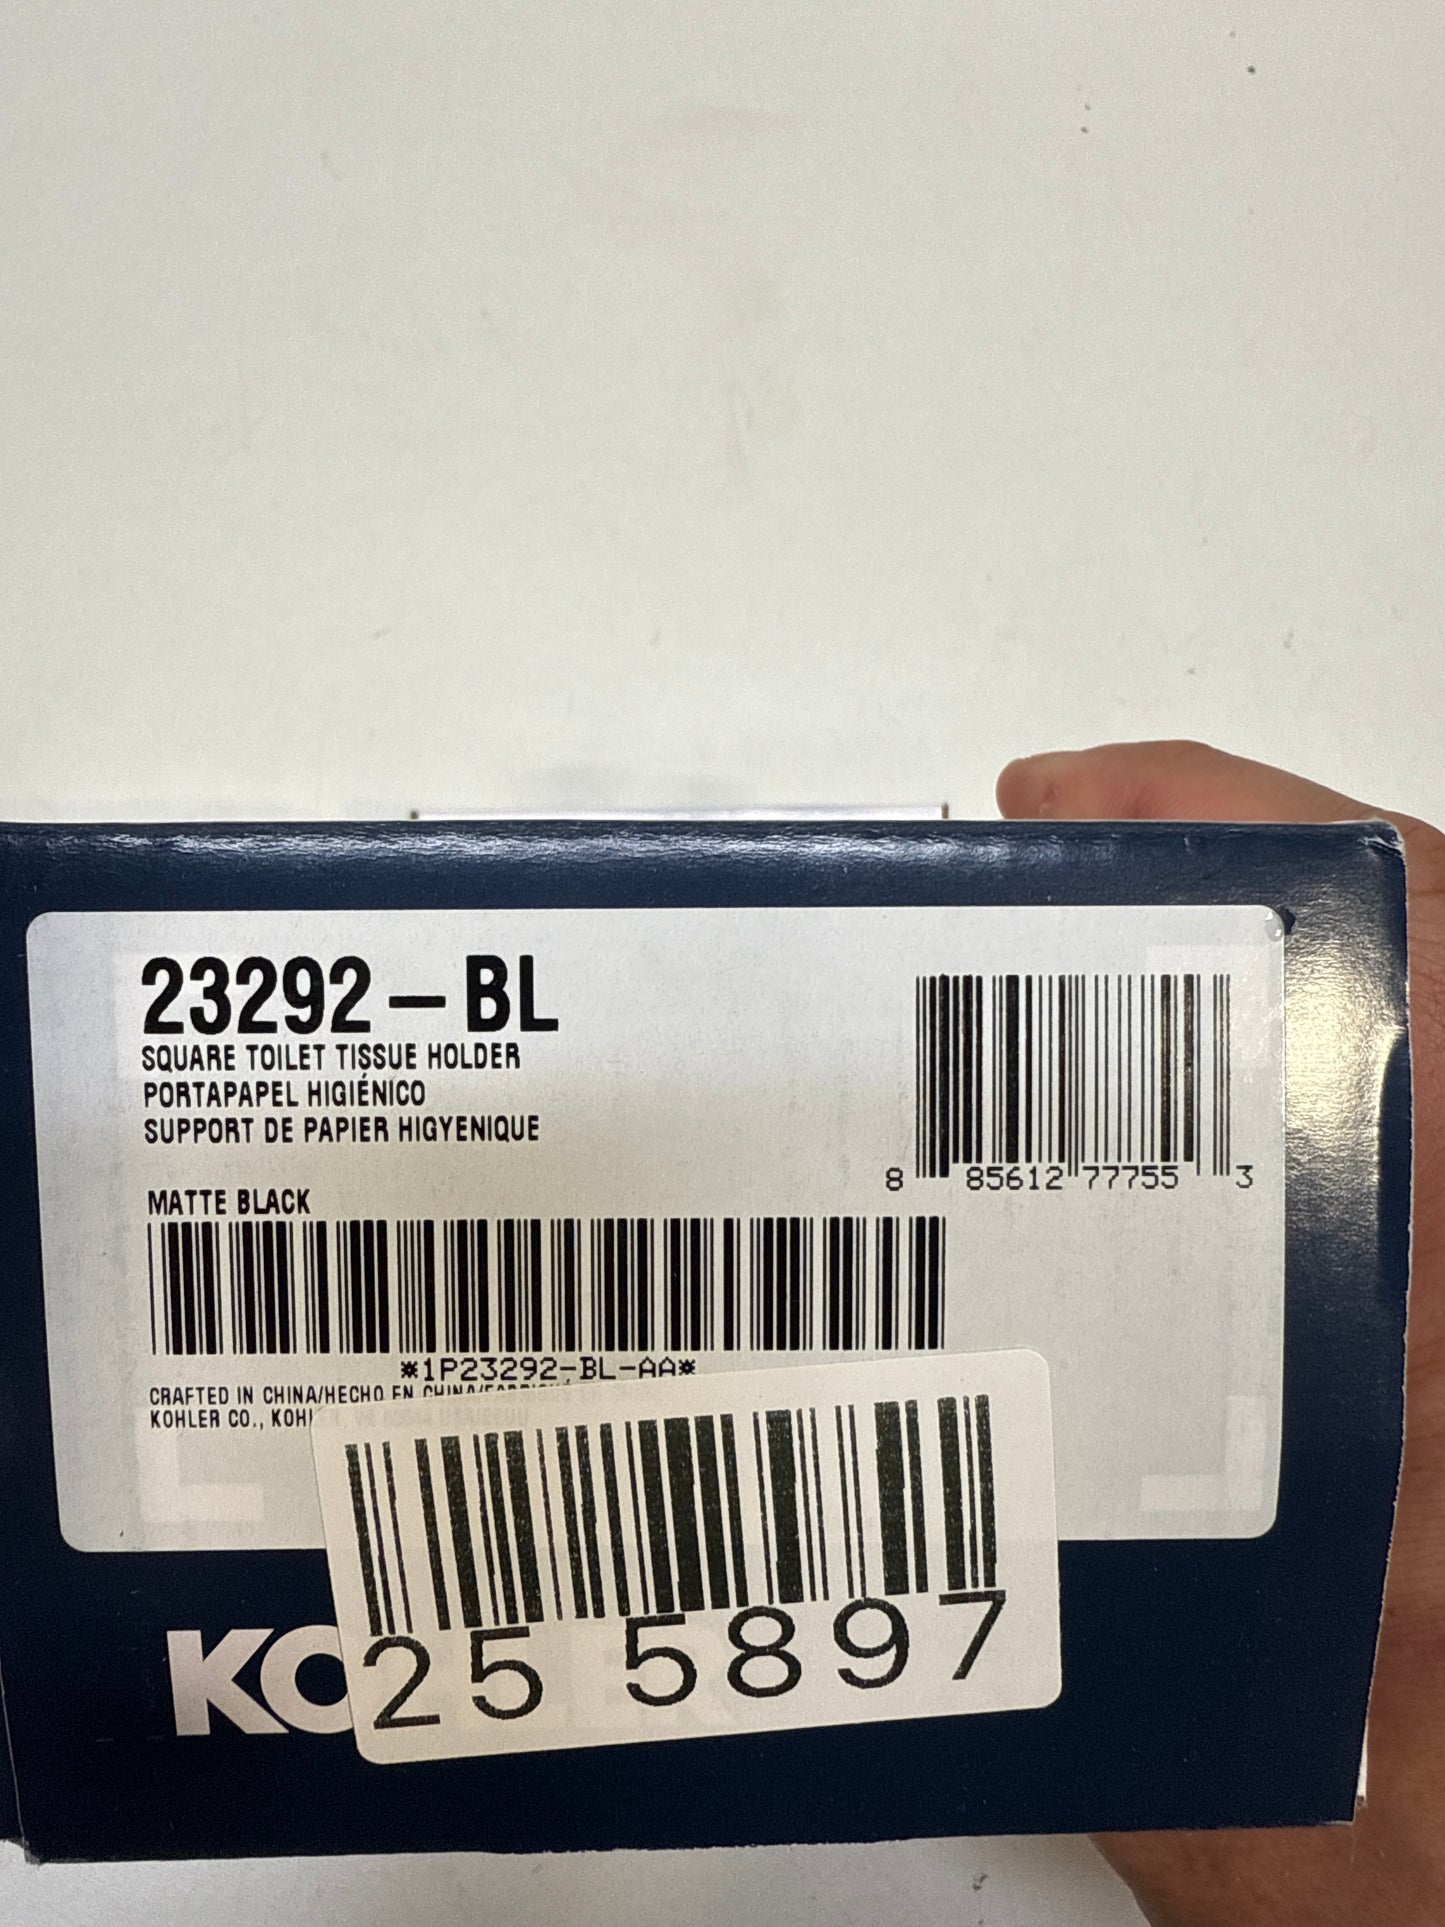 23292-BL
SQUARE TOILET TISSUE HOLDER
PORTAPAPEL HIGIÉNICO
SUPPORT DE PAPIER HIGYENIQUE
8 85612 77755 3
MATTE BLACK
*1P23292-BL-AA*
CRAFTED IN CHINA/HECHO EN CHINA/
KOHLER CO.,
25 5897